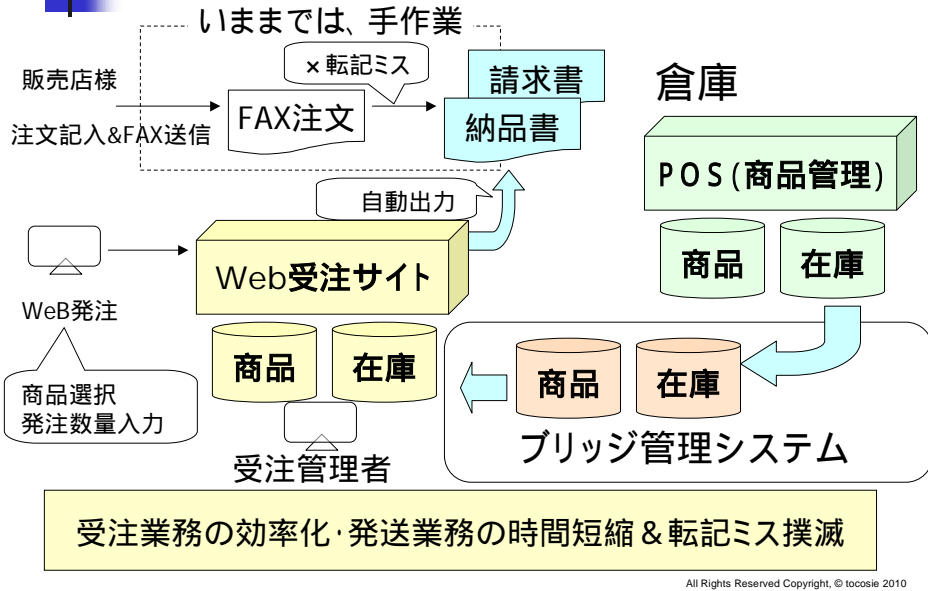 いままでは、手作業
販売店様
注文記入&FAX送信
FAX注文
×転記ミス
請求書
納品書
自動出力
倉庫
POS(商品管理)
商品
在庫
WeB発注
商品選択
発注数量入力
Web受注サイト
商品
在庫
受注管理者
商品
在庫
ブリッジ管理システム
受注業務の効率化・発送業務の時間短縮&転記ミス撲滅
All Rights Reserved Copyright, © tocosie 2010